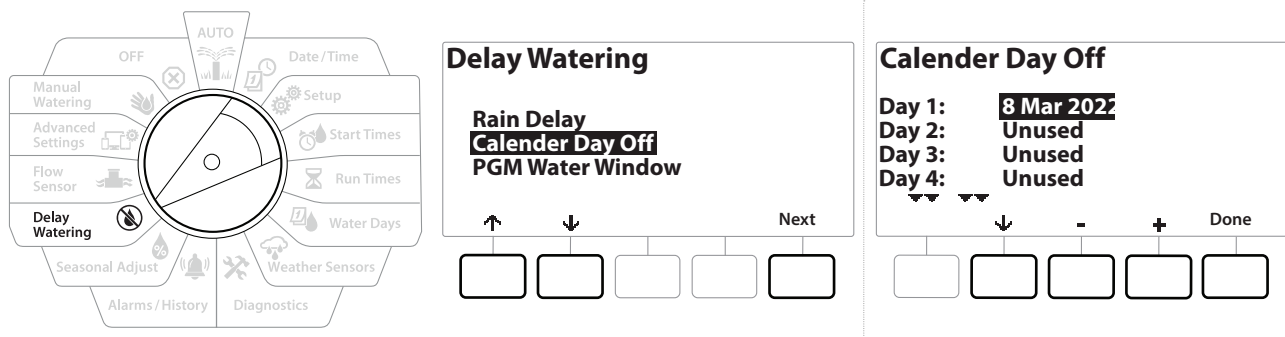 AUTO
OFF
Date/Time
Manual
Watering
Setup
Advanced
Settings
Start Times
Flow
Sensor
Run Times
Delay
Watering
Water Days
Seasonal Adjust
Weather Sensors
Alarms/History
Diagnostics
Delay Watering
Rain Delay
Calender Day Off
PGM Water Window
↑ ↓ Next
Calender Day Off
Day 1: 8 Mar 2022
Day 2: Unused
Day 3: Unused
Day 4: Unused
↓ - + Done